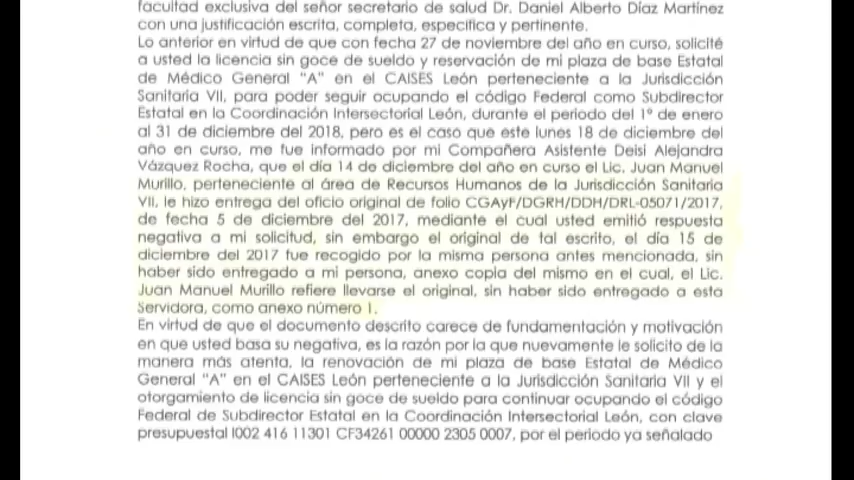 facultad exclusiva del señor secretario de salud Dr. Daniel Alberto Díaz Martínez
con una justificación escrita, completa, especifica y pertinente.
Lo anterior en virtud de que con fecha 27 de noviembre del año en curso, solicité
a usted la licencia sin goce de sueldo y reservación de mi plaza de base Estatal
de Médico General "A" en el CAISES León perteneciente a la Jurisdicción
Sanitaria VII, para poder seguir ocupando el código Federal como Subdirector
Estatal en la Coordinación Intersectorial León, durante el periodo del 1º de enero
al 31 de diciembre del 2018, pero es el caso que este lunes 18 de diciembre del
año en curso, me fue informado por mi Compañera Asistente Deisi Alejandra
Vázquez Rocha, que el día 14 de diciembre del año en curso el Lic. Juan Manuel
Murillo, perteneciente al área de Recursos Humanos de la Jurisdicción Sanitaria
VII, le hizo entrega del oficio original de folio CGAyF/DGRH/DDH/DRL-05071/2017,
de fecha 5 de diciembre del 2017, mediante el cual usted emitió respuesta
negativa a mi solicitud, sin embargo el original de tal escrito, el día 15 de
diciembre del 2017 fue recogido por la misma persona antes mencionada, sin
haber sido entregado a mi persona, anexo copia del mismo en el cual, el Lic.
Juan Manuel Murillo refiere llevarse el original, sin haber sido entregado a esta
Servidora, como anexo número 1.
En virtud de que el documento descrito carece de fundamentación y motivación
en que usted basa su negativa, es la razón por la que nuevamente le solicito de la
manera más atenta, la renovación de mi plaza de base Estatal de Médico
General "A" en el CAISES León perteneciente a la Jurisdicción Sanitaria VII y el
otorgamiento de licencia sin goce de sueldo para continuar ocupando el código
Federal de Subdirector Estatal en la Coordinación Intersectorial León, con clave
presupuestal I002 416 11301 CF34261 00000 2305 0007, por el periodo ya señalado